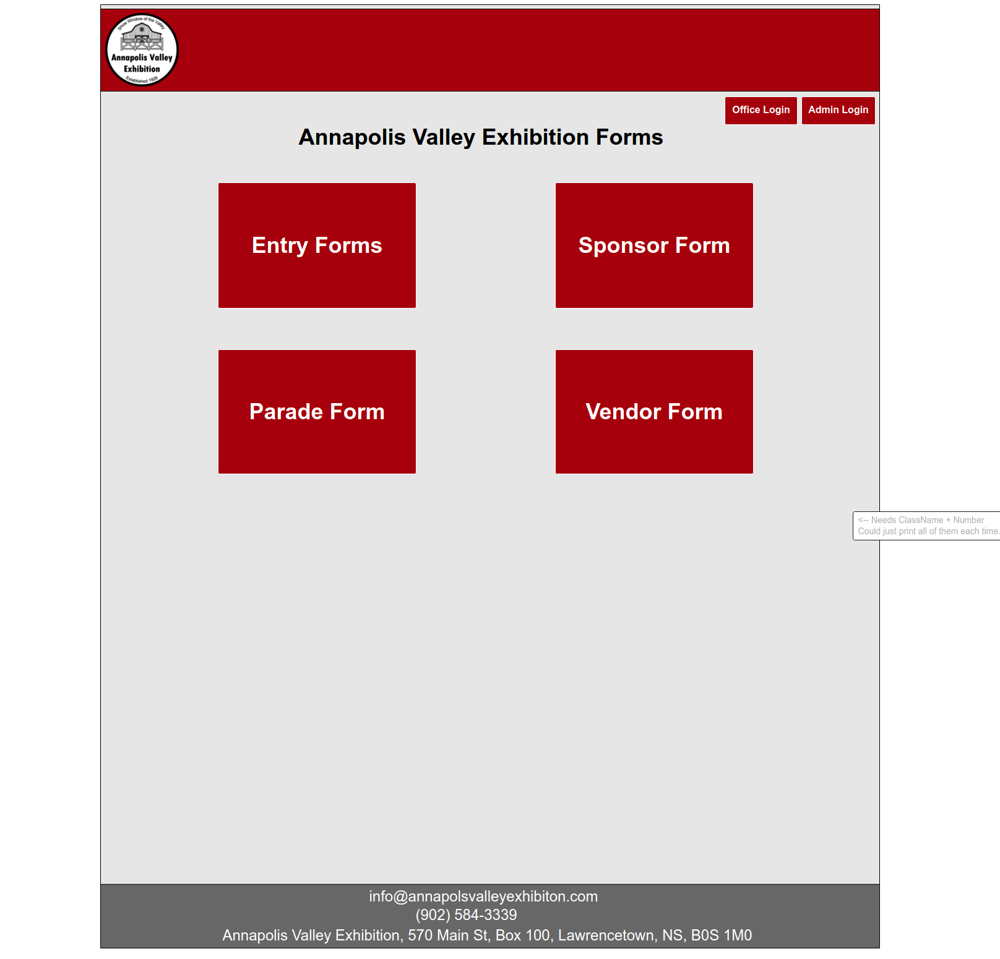 Show Window of the Valley
Annapolis Valley
Exhibition
Established 1926
Office Login
Admin Login
Annapolis Valley Exhibition Forms
Entry Forms
Sponsor Form
Parade Form
Vendor Form
<-- Needs ClassName + Number
Could just print all of them each time.
info@annapolsvalleyexhibiton.com
(902) 584-3339
Annapolis Valley Exhibition, 570 Main St, Box 100, Lawrencetown, NS, B0S 1M0